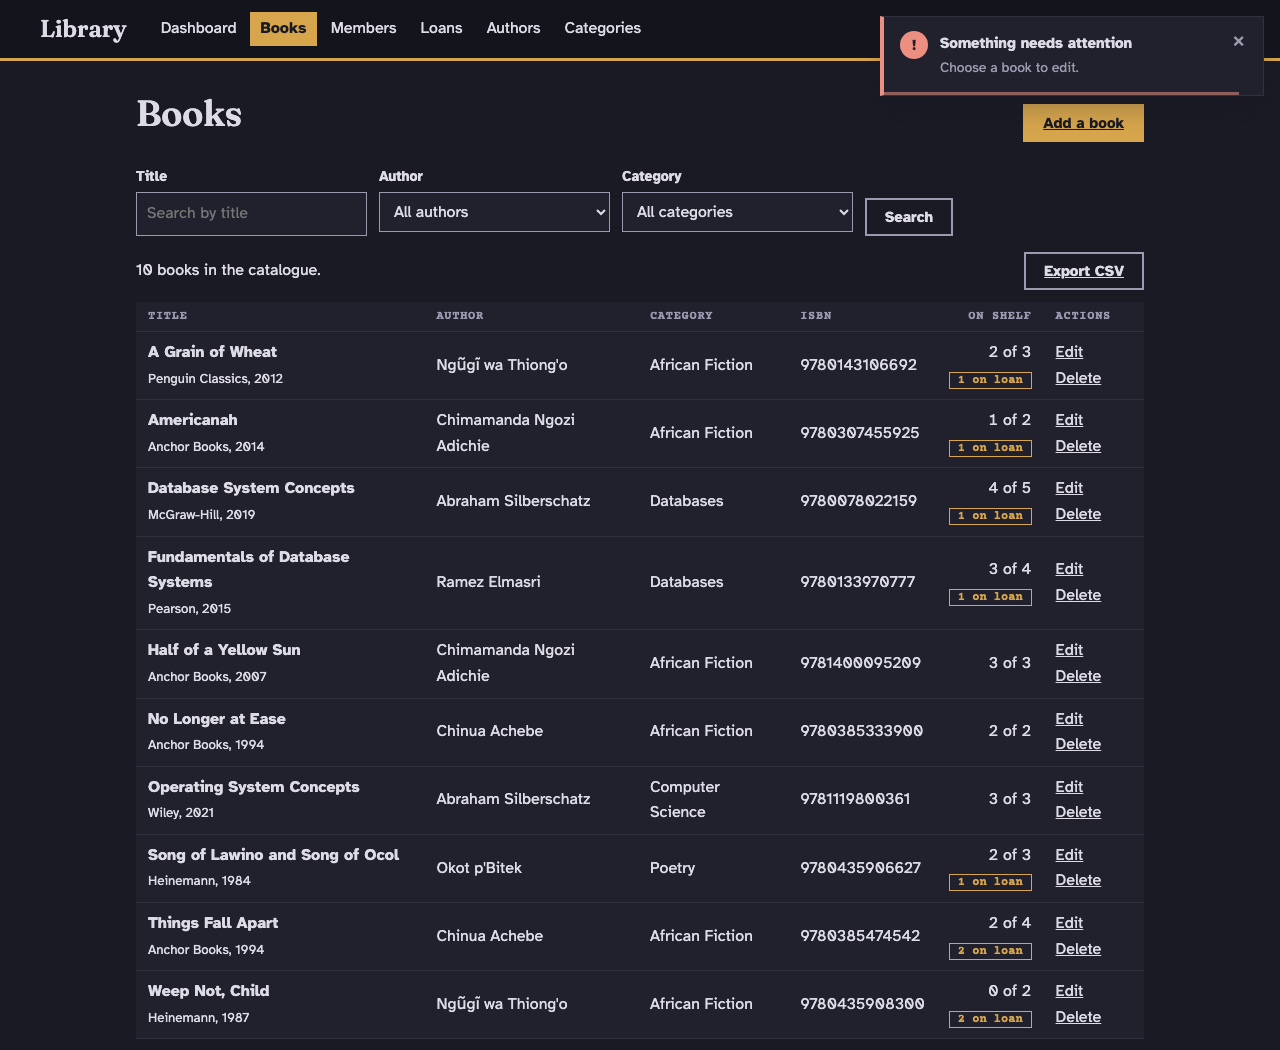 Library
Dashboard Books Members Loans Authors Categories
! Something needs attention ×
Choose a book to edit.
Books
Add a book
Title Author Category
Search by title All authors All categories Search
10 books in the catalogue.
Export CSV
TITLE AUTHOR CATEGORY ISBN ON SHELF ACTIONS
A Grain of Wheat
Penguin Classics, 2012
Ngũgĩ wa Thiong'o
African Fiction
9780143106692
2 of 3
1 on loan
Edit
Delete
Americanah
Anchor Books, 2014
Chimamanda Ngozi
Adichie
African Fiction
9780307455925
1 of 2
1 on loan
Edit
Delete
Database System Concepts
McGraw-Hill, 2019
Abraham Silberschatz
Databases
9780078022159
4 of 5
1 on loan
Edit
Delete
Fundamentals of Database
Systems
Pearson, 2015
Ramez Elmasri
Databases
9780133970777
3 of 4
1 on loan
Edit
Delete
Half of a Yellow Sun
Anchor Books, 2007
Chimamanda Ngozi
Adichie
African Fiction
9781400095209
3 of 3
Edit
Delete
No Longer at Ease
Anchor Books, 1994
Chinua Achebe
African Fiction
9780385333900
2 of 2
Edit
Delete
Operating System Concepts
Wiley, 2021
Abraham Silberschatz
Computer
Science
9781119800361
3 of 3
Edit
Delete
Song of Lawino and Song of Ocol
Heinemann, 1984
Okot p'Bitek
Poetry
9780435906627
2 of 3
1 on loan
Edit
Delete
Things Fall Apart
Anchor Books, 1994
Chinua Achebe
African Fiction
9780385474542
2 of 4
2 on loan
Edit
Delete
Weep Not, Child
Heinemann, 1987
Ngũgĩ wa Thiong'o
African Fiction
9780435908300
0 of 2
2 on loan
Edit
Delete